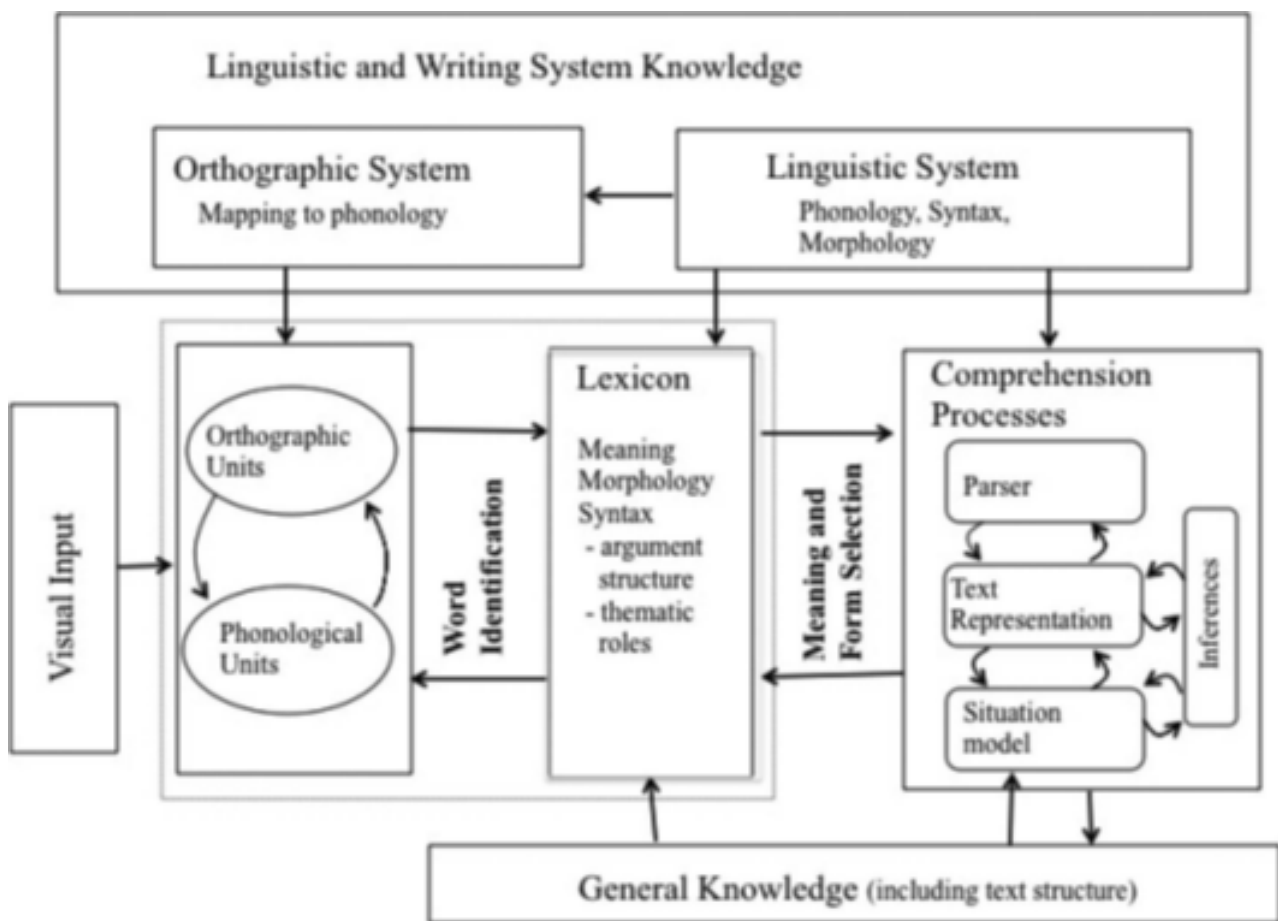 Linguistic and Writing System Knowledge
Orthographic System
Mapping to phonology
Linguistic System
Phonology, Syntax,
Morphology
Visual Input
Orthographic
Units
Phonological
Units
Word
Identification
Lexicon
Meaning
Morphology
Syntax
- argument
structure
- thematic
roles
Meaning and
Form Selection
Comprehension
Processes
Parser
Text
Representation
Situation
model
Inferences
General Knowledge (including text structure)